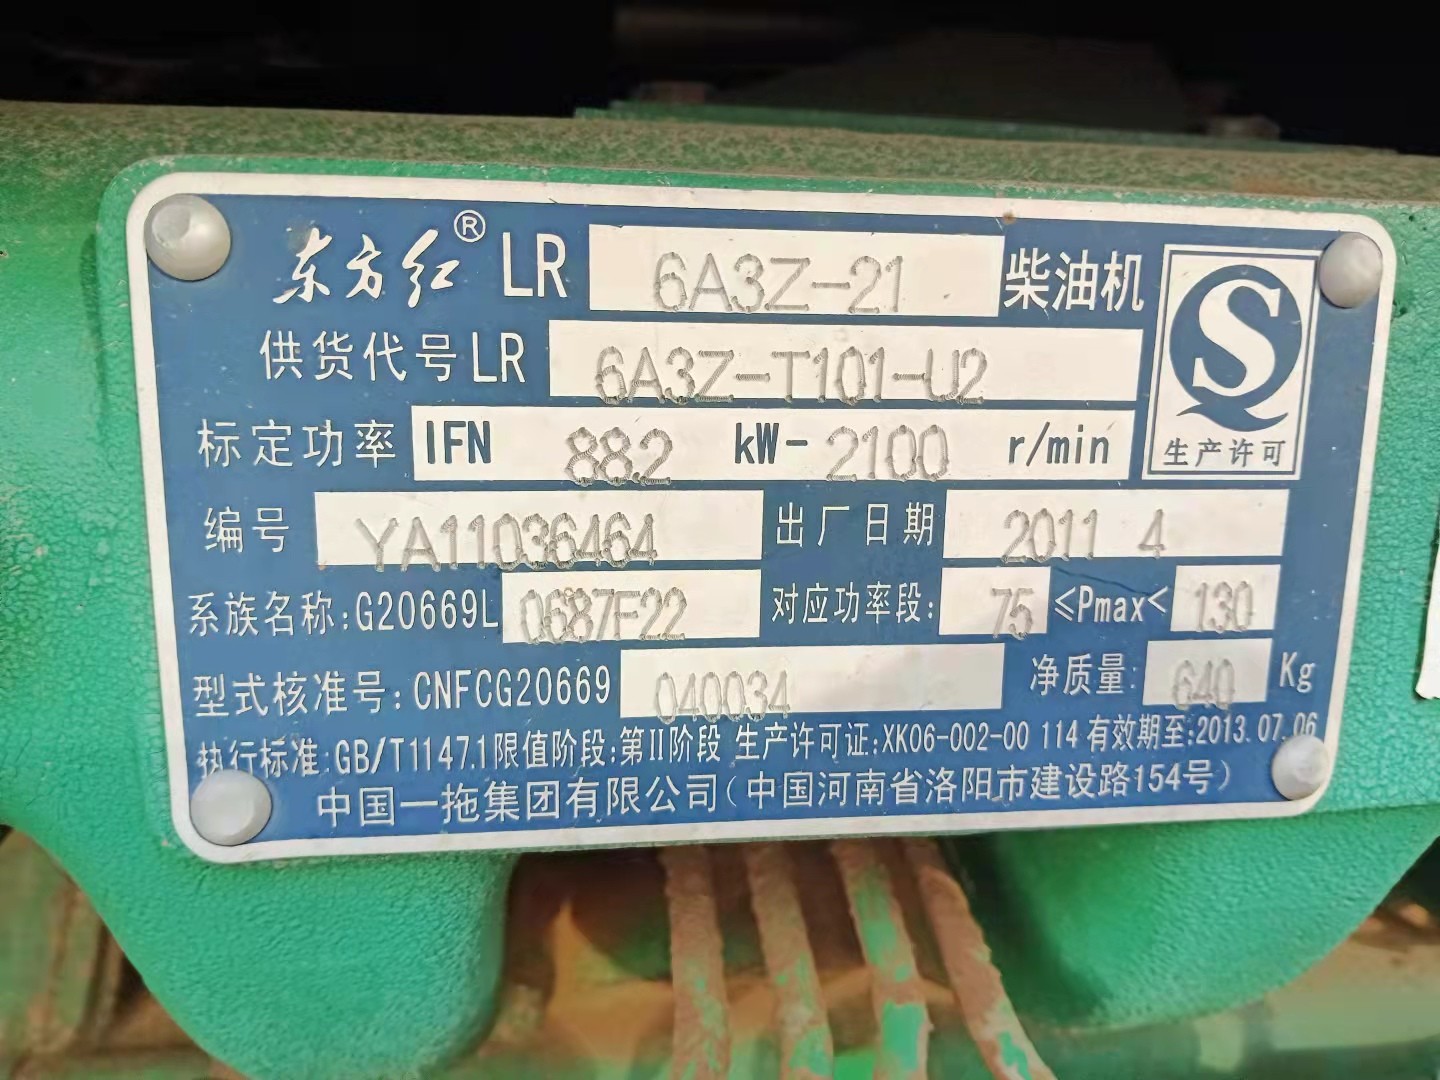 东方红® LR 6A3Z-21 柴油机
供货代号LR 6A3Z-T101-U2
标定功率 IFN 88.2 kW- 2100 r/min
S
生产许可
编号 YA11036464 出厂日期 2011 4
系族名称:G20669L 0687F22 对应功率段: 75 ≤Pmax< 130
型式核准号:CNFCG20669 040034 净质量: 640 Kg
执行标准:GB/T1147.1 限值阶段:第II阶段 生产许可证:XK06-002-00 114 有效期至:2013.07.06
中国一拖集团有限公司(中国河南省洛阳市建设路154号)